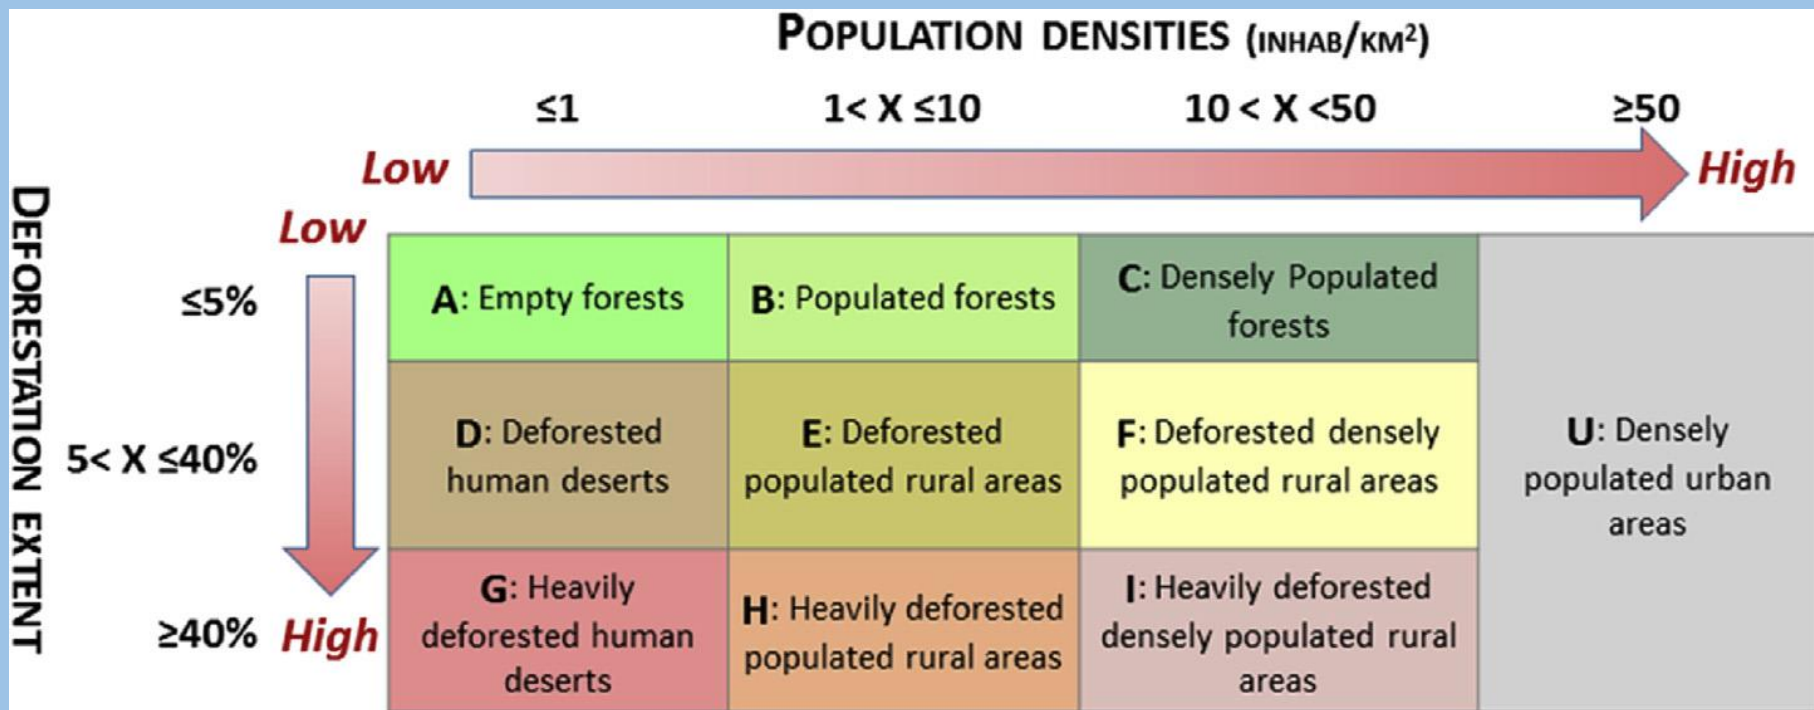 POPULATION DENSITIES (INHAB/KM²)
≤1 1< X ≤10 10 < X <50 ≥50
Low High
DEFORESTATION EXTENT
Low
≤5%
A: Empty forests
B: Populated forests
C: Densely Populated
forests
5< X ≤40%
D: Deforested
human deserts
E: Deforested
populated rural areas
F: Deforested densely
populated rural areas
U: Densely
populated urban
areas
≥40% High
G: Heavily
deforested human
deserts
H: Heavily deforested
populated rural areas
I: Heavily deforested
densely populated rural
areas